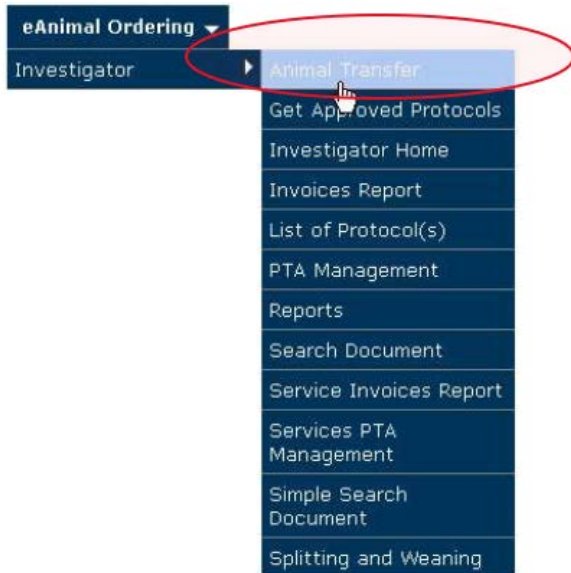 eAnimal Ordering
Investigator
Animal Transfer
Get Approved Protocols
Investigator Home
Invoices Report
List of Protocol(s)
PTA Management
Reports
Search Document
Service Invoices Report
Services PTA
Management
Simple Search
Document
Splitting and Weaning